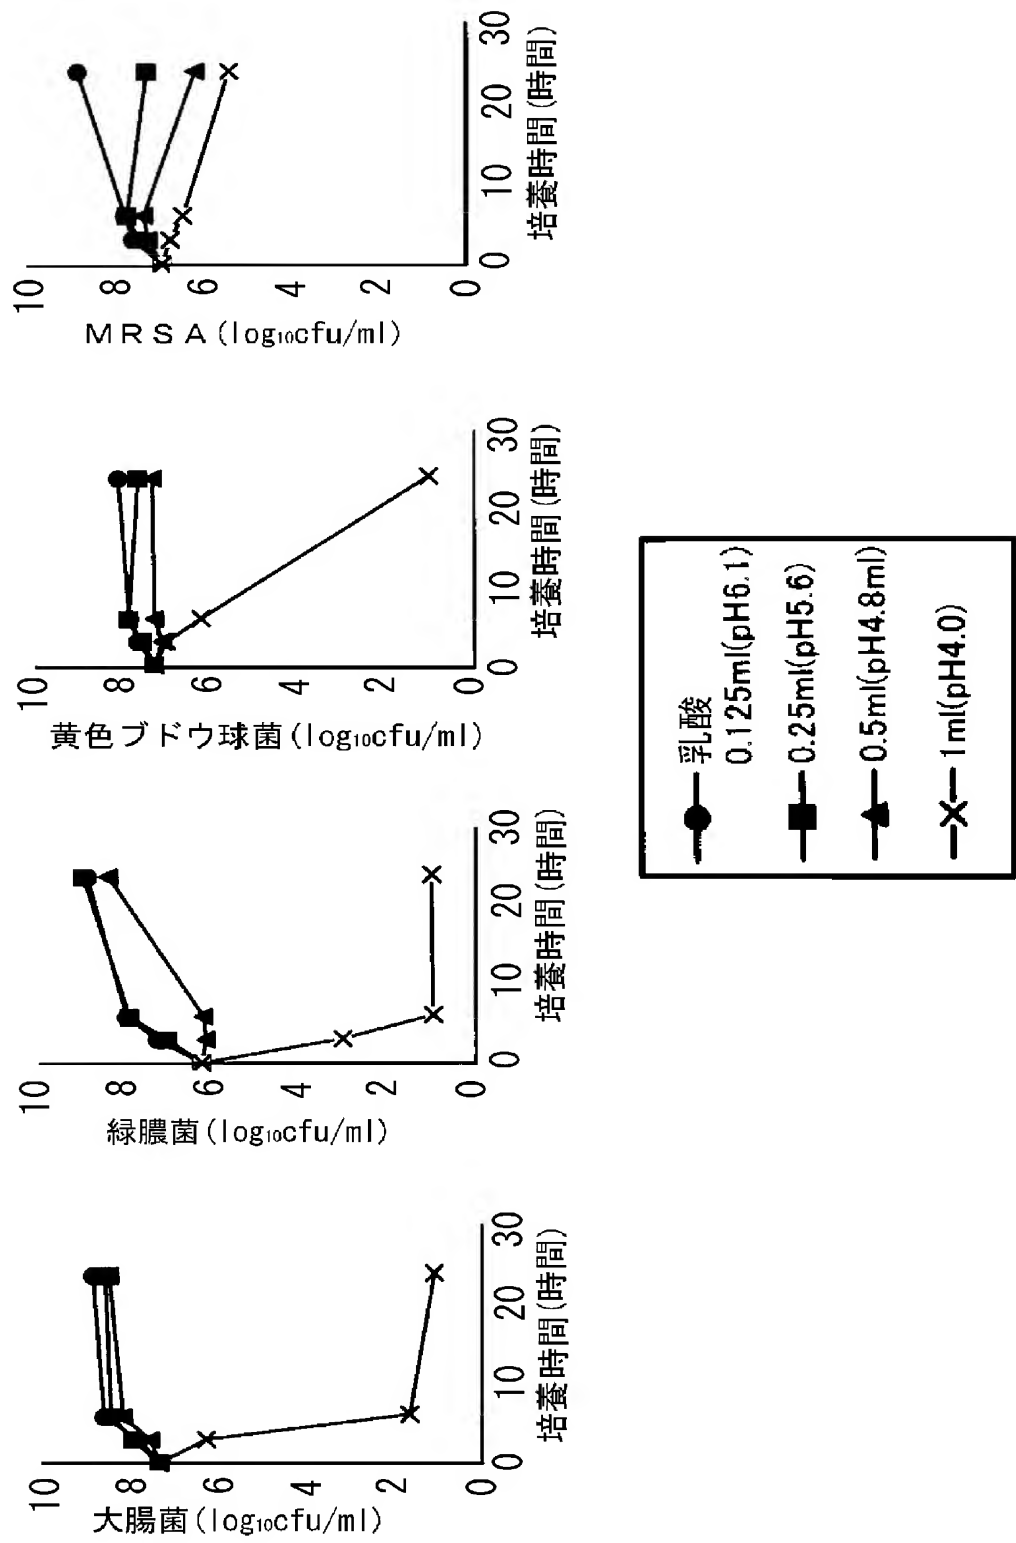 大腸菌(log₁₀cfu/ml)
10
8
6
4
2
0
0 10 20 30
培養時間(時間)
緑膿菌(log₁₀cfu/ml)
10
8
6
4
2
0
0 10 20 30
培養時間(時間)
黄色ブドウ球菌(log₁₀cfu/ml)
10
8
6
4
2
0
0 10 20 30
培養時間(時間)
MRSA(log₁₀cfu/ml)
10
8
6
4
2
0
0 10 20 30
培養時間(時間)
乳酸
0.125ml(pH6.1)
0.25ml(pH5.6)
0.5ml(pH4.8ml)
1ml(pH4.0)